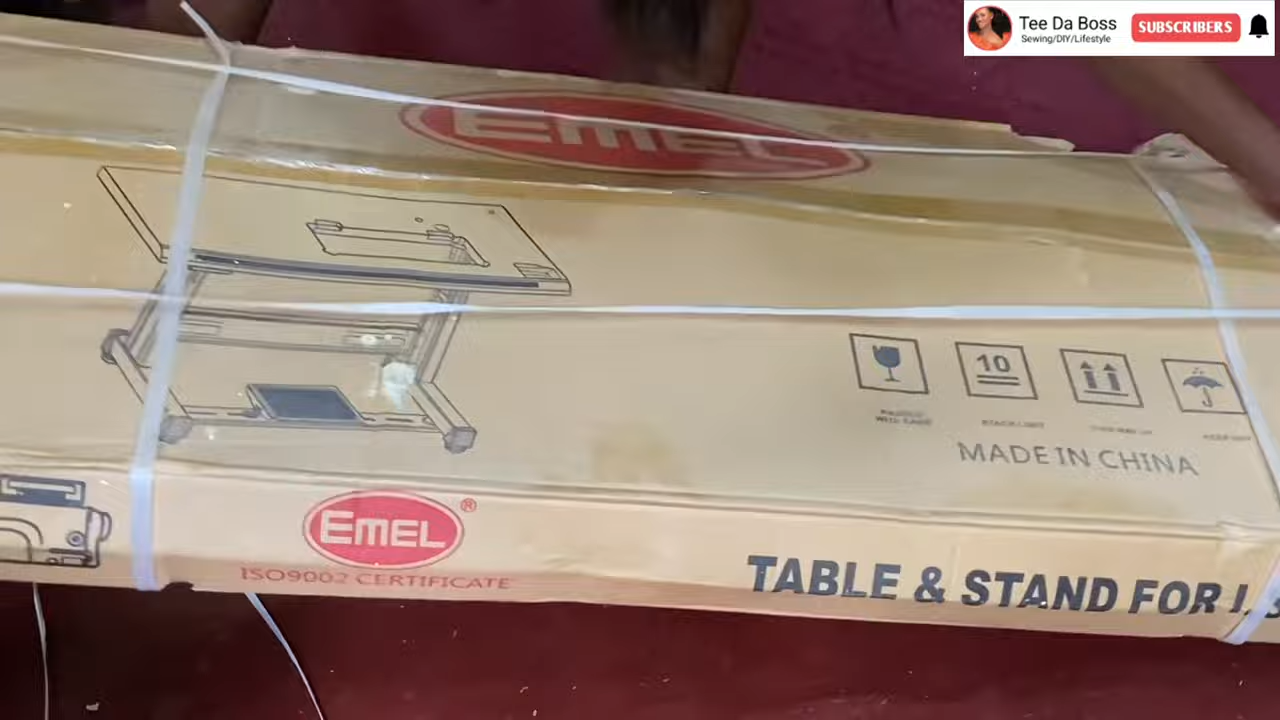 Tee Da Boss
SUBSCRIBERS
Sewing/DIY/Lifestyle
EMEL
10
MADE IN CHINA
EMEL®
ISO9002 CERTIFICATE
TABLE & STAND FOR